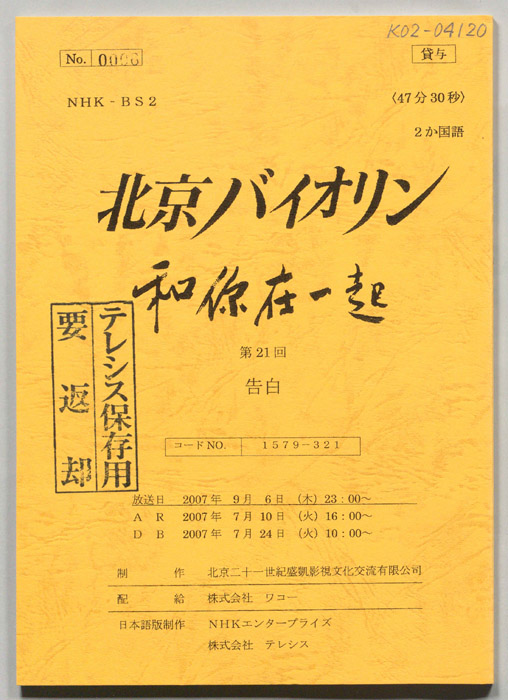 K02-04120
No. 0006
貸与
NHK-BS2
〈47分30秒〉
2か国語
北京バイオリン
和你在一起
第21回
告白
テレシス保存用
要返却
コードNO. 1579-321
放送日 2007年 9月 6日 (木) 23:00～
AR 2007年 7月10日 (火) 16:00～
DB 2007年 7月24日 (火) 10:00～
制作 北京二十一世紀盛凱影視文化交流有限公司
配給 株式会社 ワコー
日本語版制作 NHKエンタープライズ
株式会社 テレシス